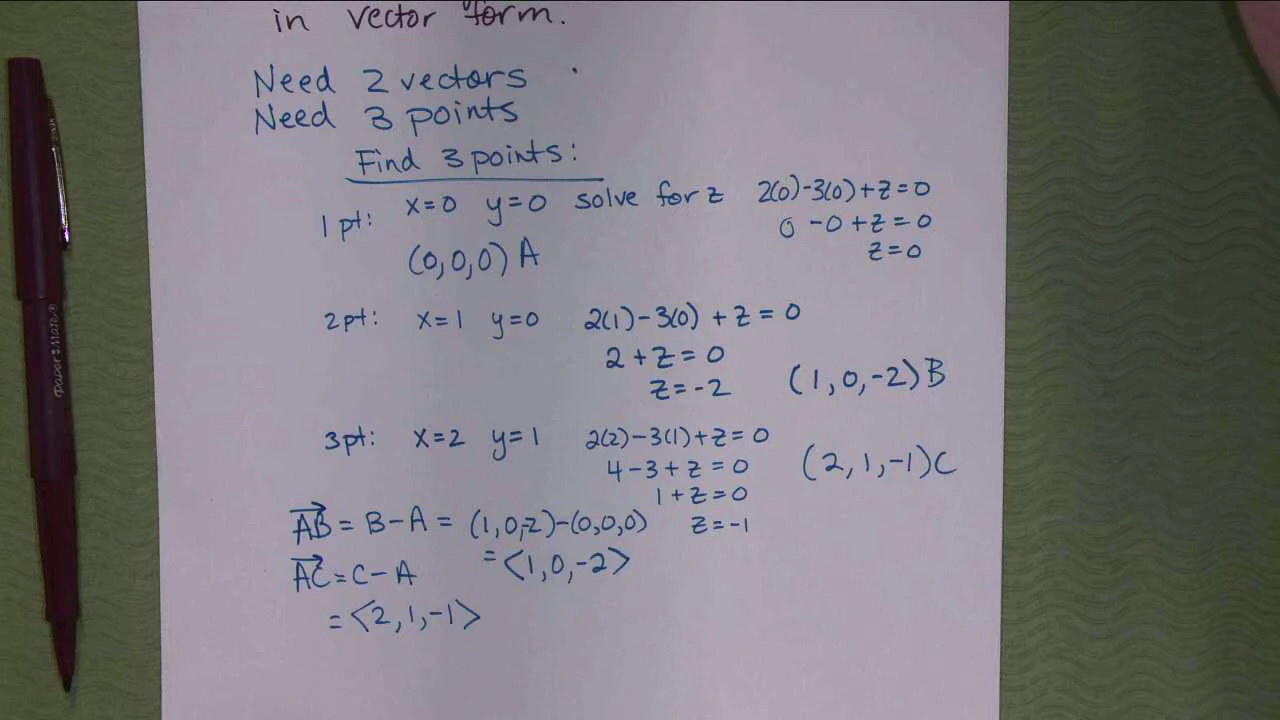 in vector form.
Need 2 vectors
Need 3 points
Find 3 points:
1 pt: x=0 y=0 solve for z 2(0)-3(0)+z=0
0 -0+z=0
z=0
(0,0,0) A
2pt: x=1 y=0 2(1)-3(0)+z=0
2+z=0
z=-2
(1,0,-2) B
3pt: x=2 y=1 2(2)-3(1)+z=0
4-3+z=0
1+z=0
z=-1
(2,1,-1) C
AB = B-A = (1,0,-2)-(0,0,0)
= <1,0,-2>
AC = C-A
= <2,1,-1>
Paper:Mate